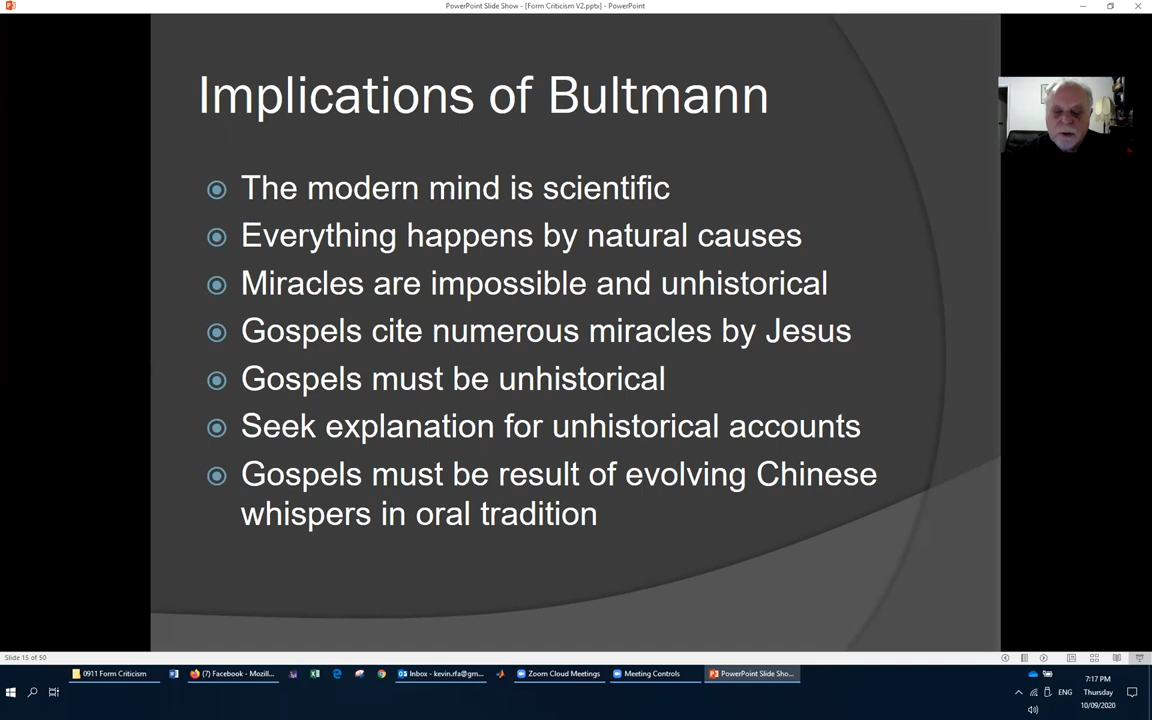 PowerPoint Slide Show - [Form Criticism V2.pptx] - PowerPoint
Implications of Bultmann
The modern mind is scientific
Everything happens by natural causes
Miracles are impossible and unhistorical
Gospels cite numerous miracles by Jesus
Gospels must be unhistorical
Seek explanation for unhistorical accounts
Gospels must be result of evolving Chinese
whispers in oral tradition
Slide 15 of 50
0911 Form Criticism
(7) Facebook - Mozill...
Inbox - kevin.rfa@gm...
Zoom Cloud Meetings
Meeting Controls
PowerPoint Slide Sho...
ENG
7:17 PM
Thursday
10/09/2020